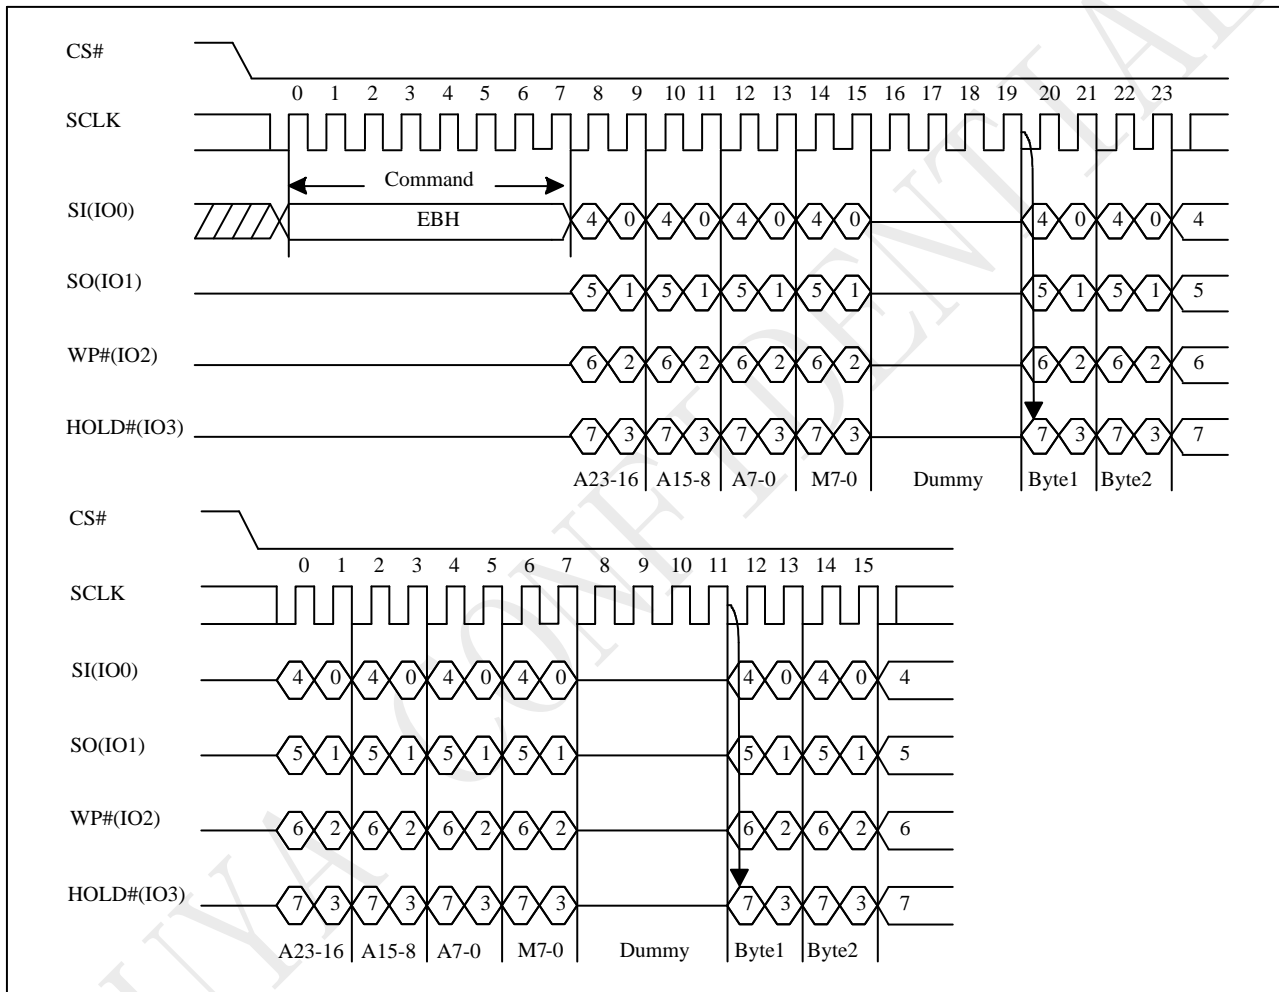 CS#
0 1 2 3 4 5 6 7 8 9 10 11 12 13 14 15 16 17 18 19 20 21 22 23
SCLK
Command
SI(IO0) EBH 4 0 4 0 4 0 4 0 4 0 4 0 4
SO(IO1) 5 1 5 1 5 1 5 1 5 1 5 1 5
WP#(IO2) 6 2 6 2 6 2 6 2 6 2 6 2 6
HOLD#(IO3) 7 3 7 3 7 3 7 3 7 3 7 3 7
A23-16 A15-8 A7-0 M7-0 Dummy Byte1 Byte2
CS#
0 1 2 3 4 5 6 7 8 9 10 11 12 13 14 15
SCLK
SI(IO0) 4 0 4 0 4 0 4 0 4 0 4 0 4
SO(IO1) 5 1 5 1 5 1 5 1 5 1 5 1 5
WP#(IO2) 6 2 6 2 6 2 6 2 6 2 6 2 6
HOLD#(IO3) 7 3 7 3 7 3 7 3 7 3 7 3 7
A23-16 A15-8 A7-0 M7-0 Dummy Byte1 Byte2
UYA CONFIDENTIAL